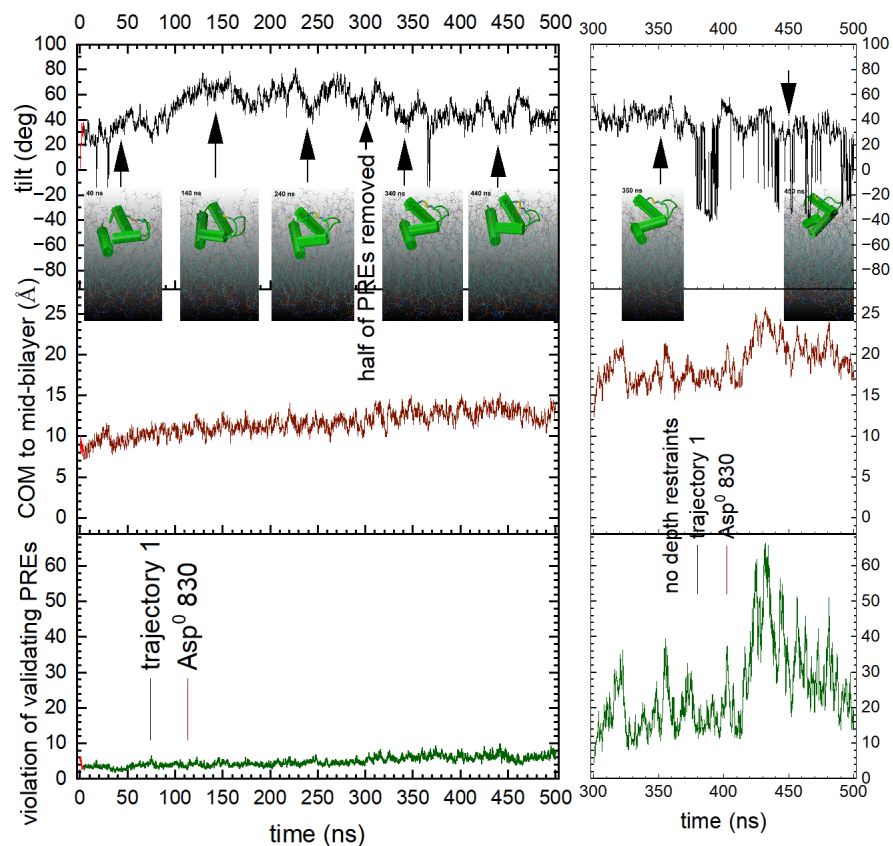 0 50 100 150 200 250 300 350 400 450 500
300 350 400 450 500
100
80
60
40
20
0
−20
−40
−60
−80
tilt (deg)
40 ns
140 ns
240 ns
340 ns
440 ns
half of PREs removed
350 ns
450 ns
100
80
60
40
20
0
−20
−40
−60
−80
25
20
15
10
5
0
COM to mid-bilayer (Å)
25
20
15
10
5
0
no depth restraints
trajectory 1
Asp⁰ 830
60
50
40
30
20
10
0
violation of validating PREs
trajectory 1
Asp⁰ 830
60
50
40
30
20
10
0
0 50 100 150 200 250 300 350 400 450 500
time (ns)
300 350 400 450 500
time (ns)